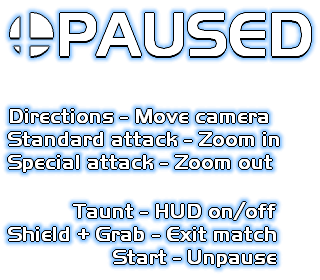 PAUSED
Directions - Move camera
Standard attack - Zoom in
Special attack - Zoom out
Taunt - HUD on/off
Shield + Grab - Exit match
Start - Unpause